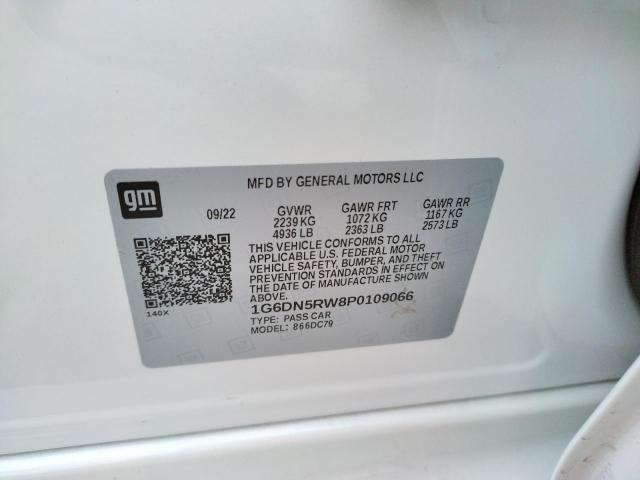 gm
MFD BY GENERAL MOTORS LLC
09/22 GVWR GAWR FRT GAWR RR
2239 KG 1072 KG 1167 KG
4936 LB 2363 LB 2573 LB
THIS VEHICLE CONFORMS TO ALL
APPLICABLE U.S. FEDERAL MOTOR
VEHICLE SAFETY, BUMPER, AND THEFT
PREVENTION STANDARDS IN EFFECT ON
THE DATE OF MANUFACTURE SHOWN
ABOVE.
1G6DN5RW8P0109066
140X
TYPE: PASS CAR
MODEL: 866DC79